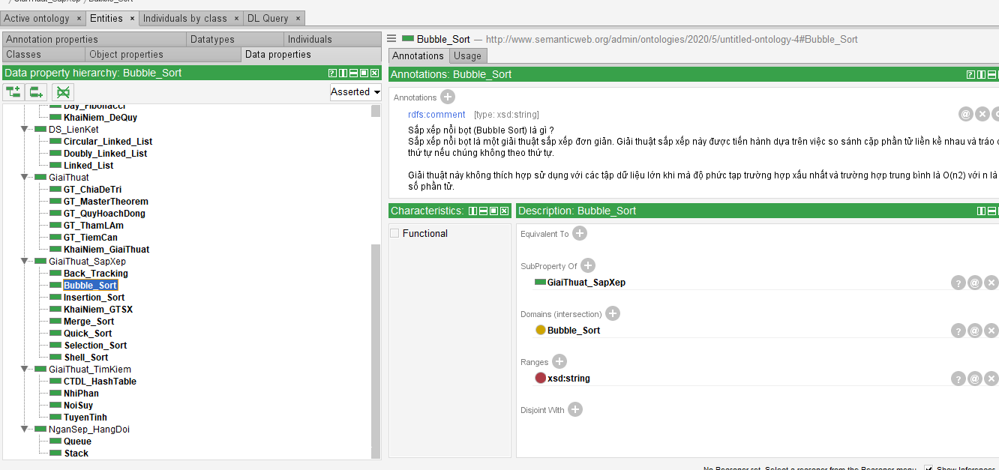 GiaiThuat_SapXep / Bubble_Sort
Active ontology × Entities × Individuals by class × DL Query ×
Annotation properties Datatypes Individuals
Classes Object properties Data properties
Data property hierarchy: Bubble_Sort
Asserted
Day_Fibonacci
KhaiNiem_DeQuy
DS_LienKet
Circular_Linked_List
Doubly_Linked_List
Linked_List
GiaiThuat
GT_ChiaDeTri
GT_MasterTheorem
GT_QuyHoachDong
GT_ThamLAm
GT_TiemCan
KhaiNiem_GiaiThuat
GiaiThuat_SapXep
Back_Tracking
Bubble_Sort
Insertion_Sort
KhaiNiem_GTSX
Merge_Sort
Quick_Sort
Selection_Sort
Shell_Sort
GiaiThuat_TimKiem
CTDL_HashTable
NhiPhan
NoiSuy
TuyenTinh
NganSep_HangDoi
Queue
Stack
Bubble_Sort — http://www.semanticweb.org/admin/ontologies/2020/5/untitled-ontology-4#Bubble_Sort
Annotations Usage
Annotations: Bubble_Sort
Annotations
rdfs:comment [type: xsd:string]
Sắp xếp nổi bọt (Bubble Sort) là gì ?
Sắp xếp nổi bọt là một giải thuật sắp xếp đơn giản. Giải thuật sắp xếp này được tiến hành dựa trên việc so sánh cặp phần tử liền kề nhau và tráo
thứ tự nếu chúng không theo thứ tự.
Giải thuật này không thích hợp sử dụng với các tập dữ liệu lớn khi mà độ phức tạp trường hợp xấu nhất và trường hợp trung bình là O(n2) với n là
số phần tử.
Characteristics:
Functional
Description: Bubble_Sort
Equivalent To
SubProperty Of
GiaiThuat_SapXep
Domains (intersection)
Bubble_Sort
Ranges
xsd:string
Disjoint With
No Reasoner set. Select a reasoner from the Reasoner menu Show Inferences